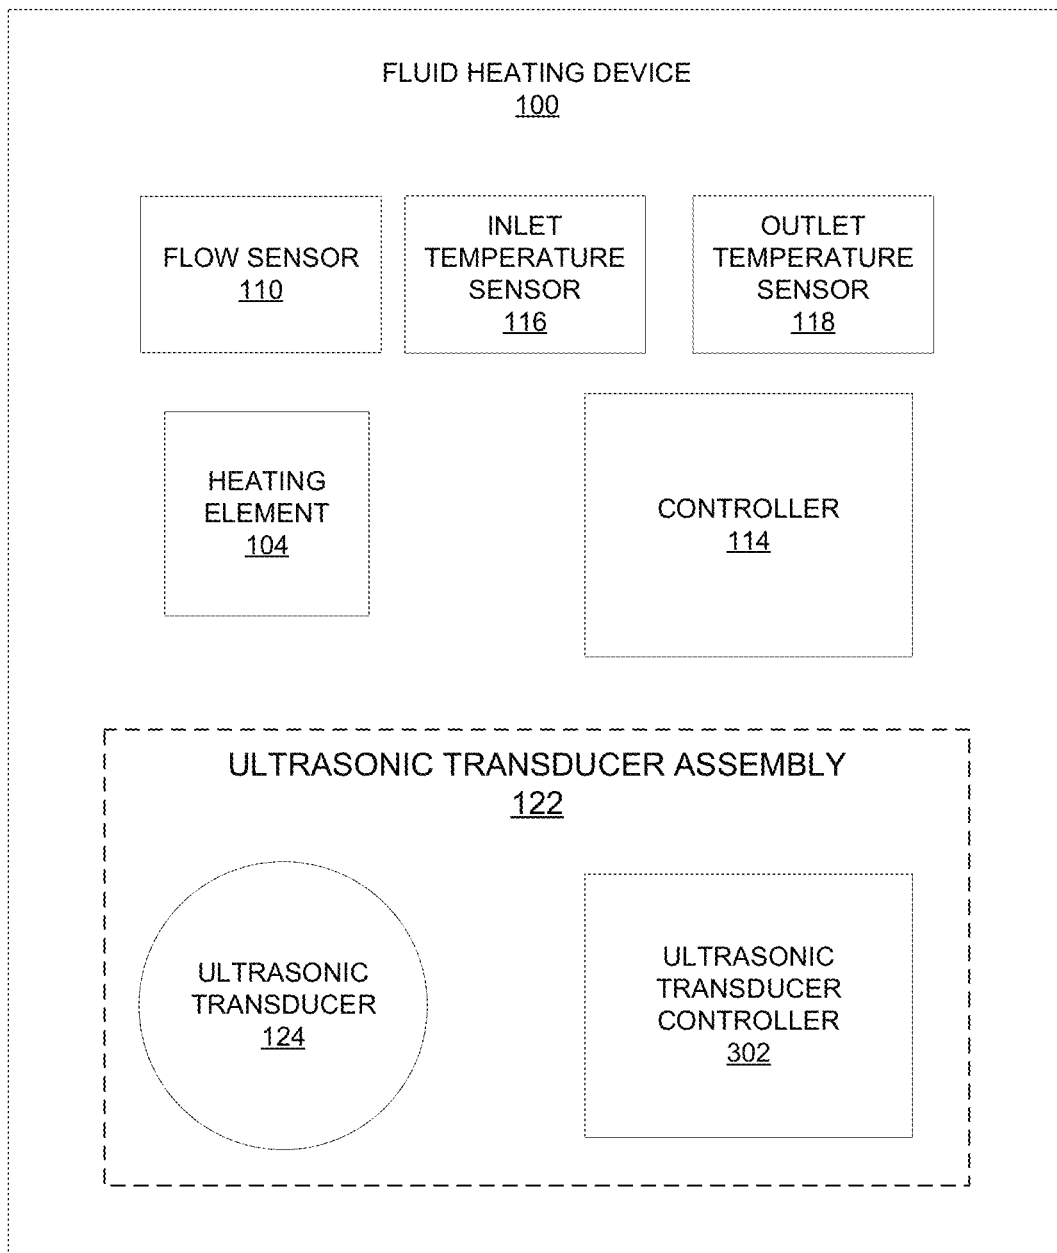 FLUID HEATING DEVICE
100
FLOW SENSOR
110
INLET
TEMPERATURE
SENSOR
116
OUTLET
TEMPERATURE
SENSOR
118
HEATING
ELEMENT
104
CONTROLLER
114
ULTRASONIC TRANSDUCER ASSEMBLY
122
ULTRASONIC
TRANSDUCER
124
ULTRASONIC
TRANSDUCER
CONTROLLER
302